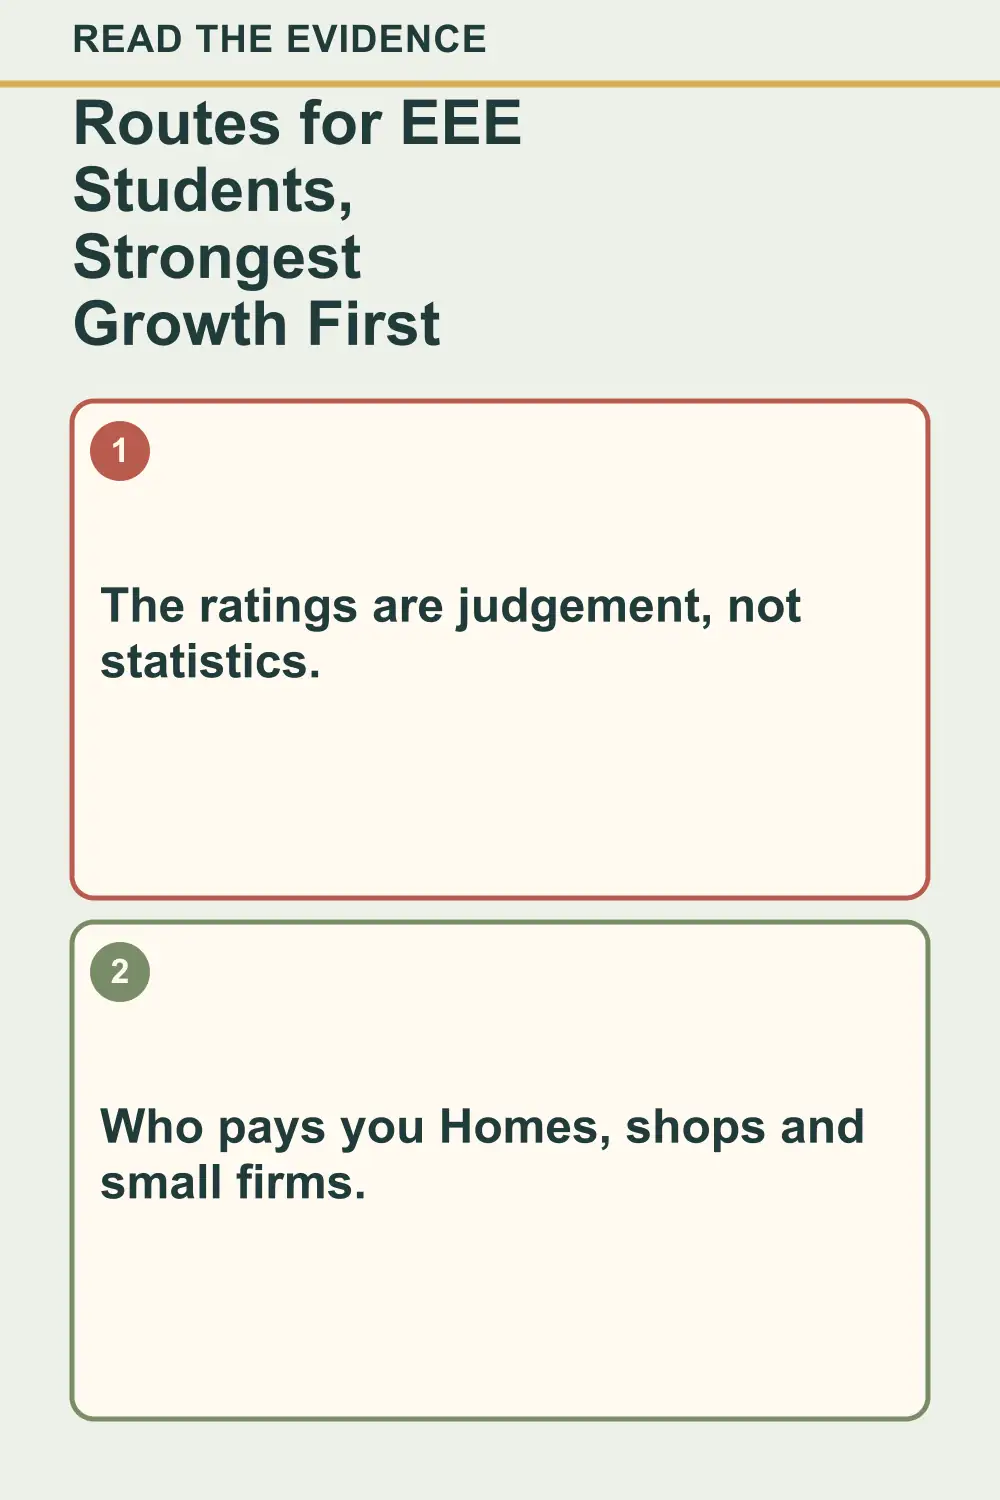 READ THE EVIDENCE
Routes for EEE
Students,
Strongest
Growth First
1
The ratings are judgement, not
statistics.
2
Who pays you Homes, shops and
small firms.